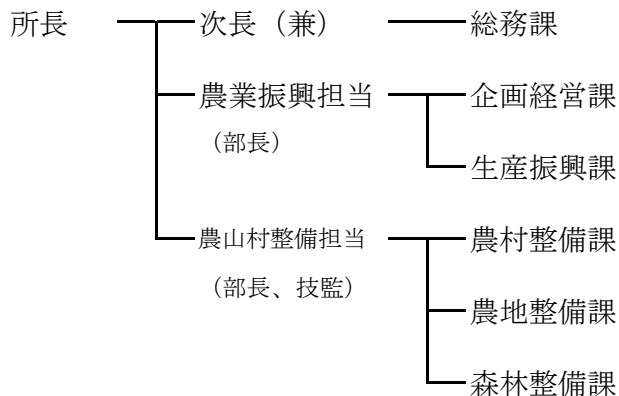 所長 次長（兼） 総務課
農業振興担当 企画経営課
（部長）
生産振興課
農山村整備担当 農村整備課
（部長、技監）
農地整備課
森林整備課